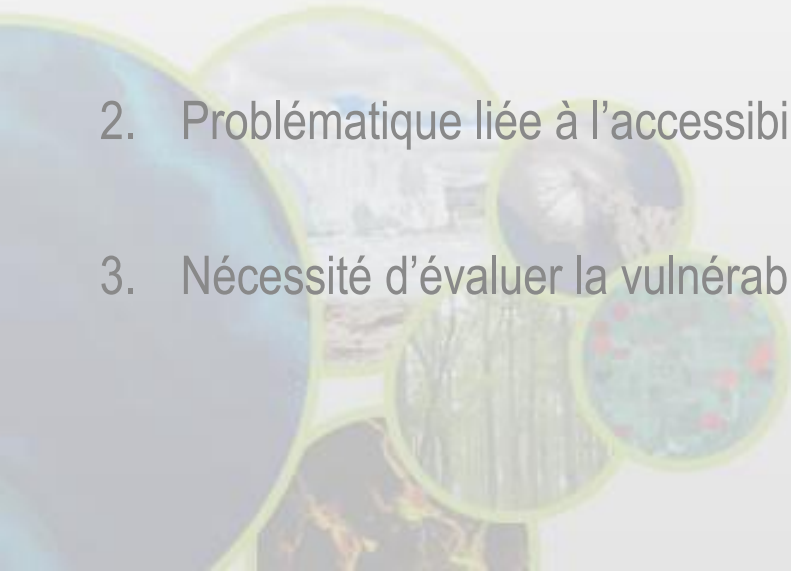 2. Problématique liée à l’accessibi
3. Nécessité d’évaluer la vulnérab